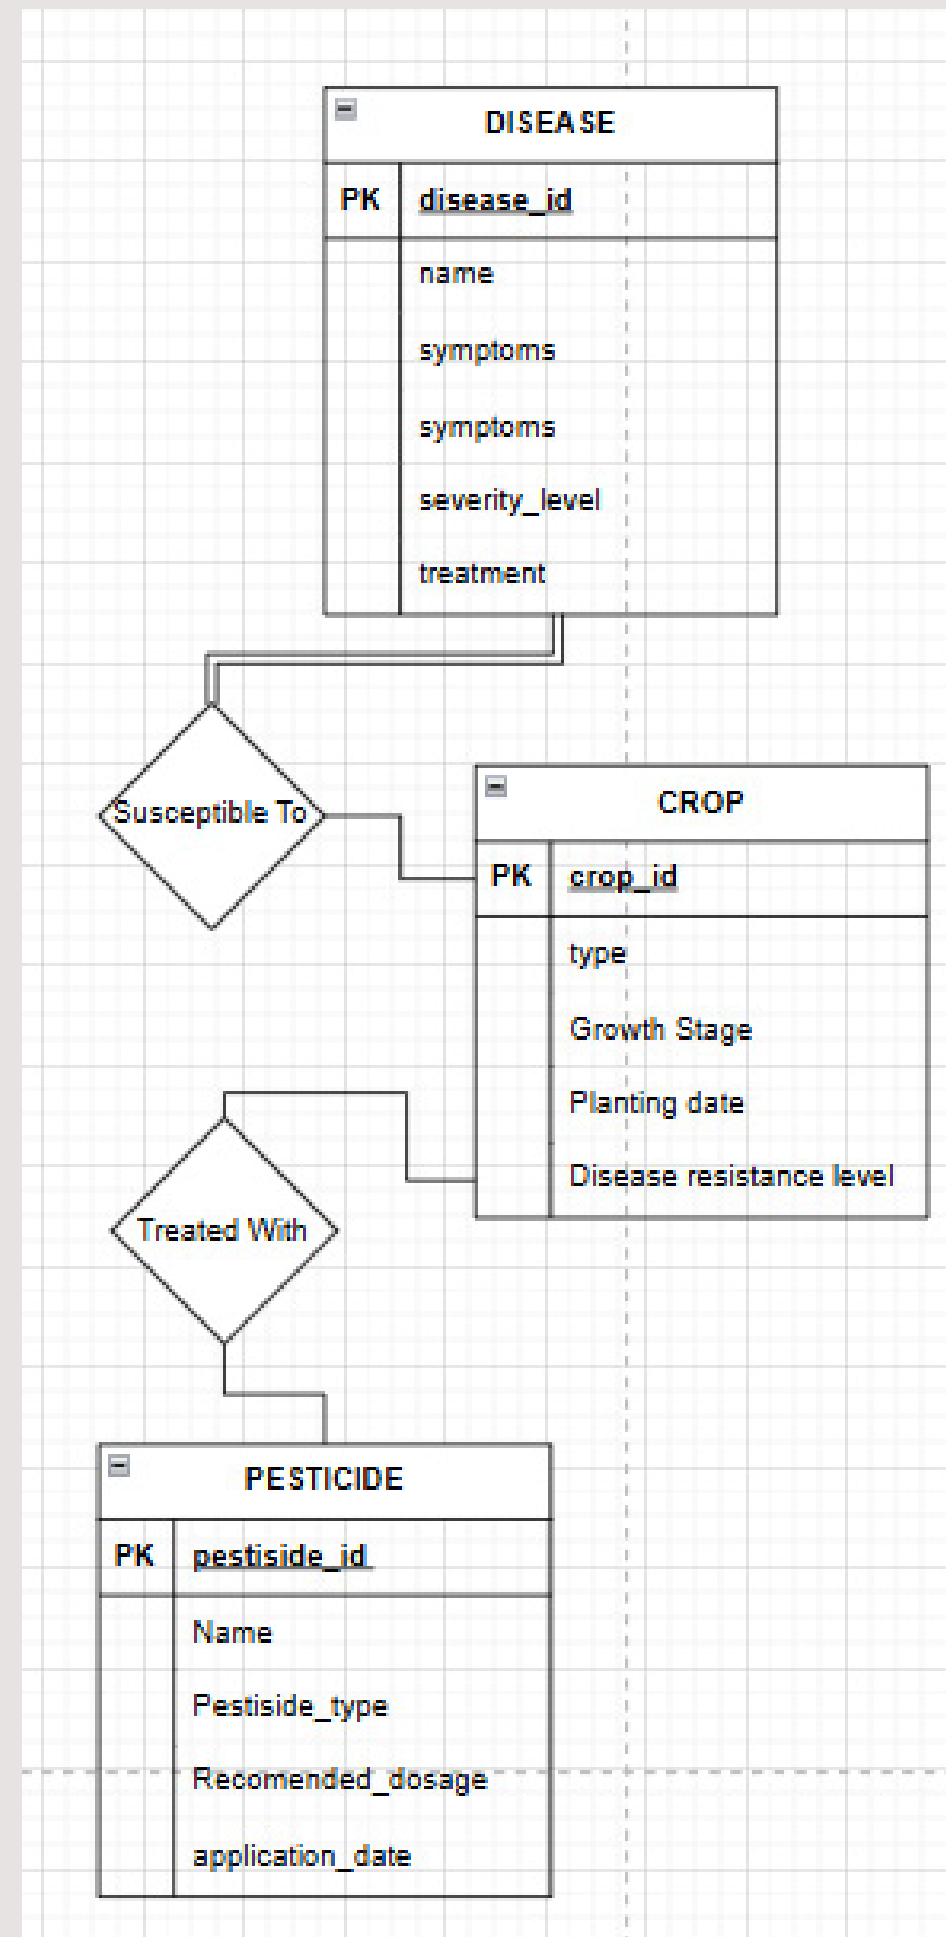 DISEASE
PK disease_id
name
symptoms
symptoms
severity_level
treatment
Susceptible To
CROP
PK crop_id
type
Growth Stage
Planting date
Disease resistance level
Treated With
PESTICIDE
PK pestiside_id
Name
Pestiside_type
Recomended_dosage
application_date